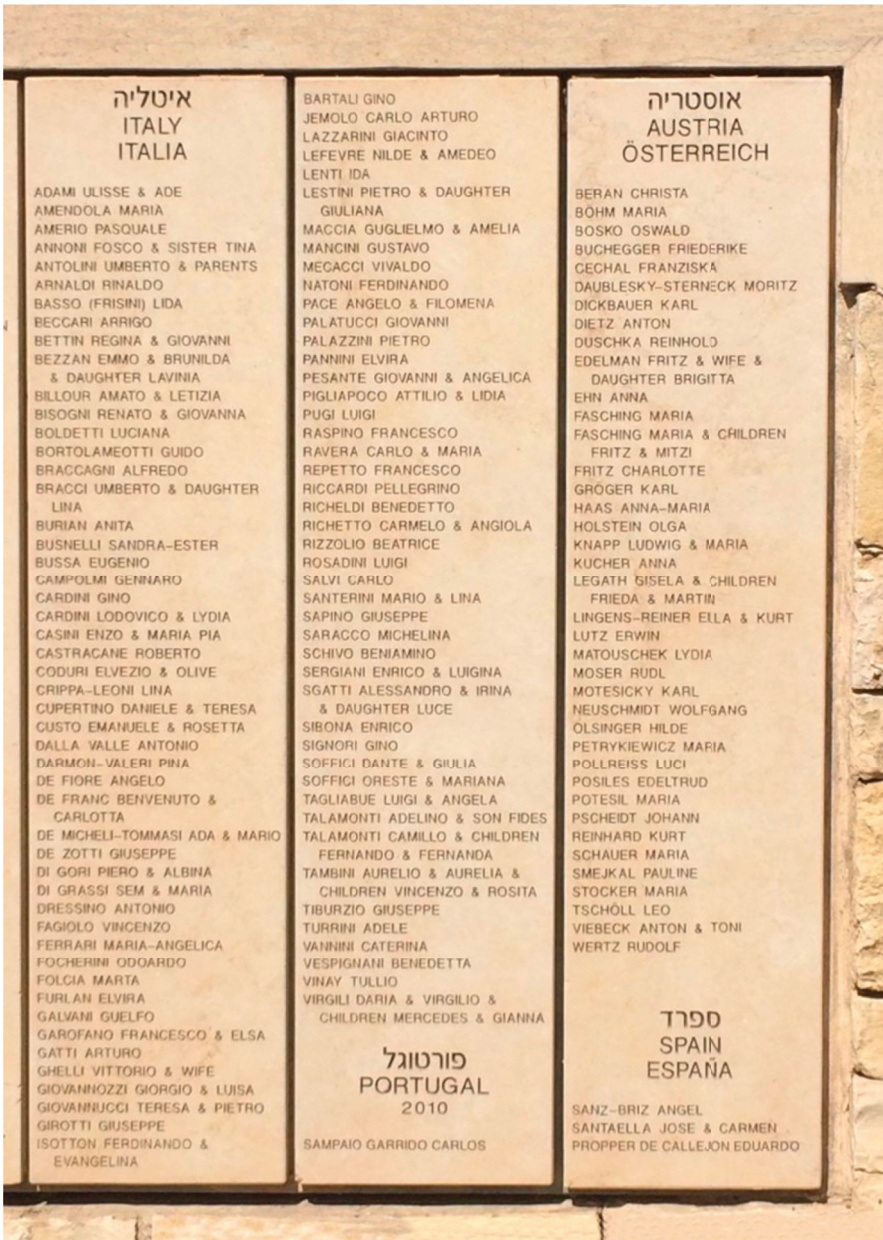 איטליה
ITALY
ITALIA
ADAMI ULISSE & ADE
AMENDOLA MARIA
AMERIO PASQUALE
ANNONI FOSCO & SISTER TINA
ANTOLINI UMBERTO & PARENTS
ARNALDI RINALDO
BASSO (FRISINI) LIDA
BECCARI ARRIGO
BETTIN REGINA & GIOVANNI
BEZZAN EMMO & BRUNILDA
& DAUGHTER LAVINIA
BILLOUR AMATO & LETIZIA
BISOGNI RENATO & GIOVANNA
BOLDETTI LUCIANA
BORTOLAMEOTTI GUIDO
BRACCAGNI ALFREDO
BRACCI UMBERTO & DAUGHTER
LINA
BURIAN ANITA
BUSNELLI SANDRA-ESTER
BUSSA EUGENIO
CAMPOLMI GENNARO
CARDINI GINO
CARDINI LODOVICO & LYDIA
CASINI ENZO & MARIA PIA
CASTRACANE ROBERTO
CODURI ELVEZIO & OLIVE
CRIPPA-LEONI LINA
CUPERTINO DANIELE & TERESA
CUSTO EMANUELE & ROSETTA
DALLA VALLE ANTONIO
DARMON-VALERI PINA
DE FIORE ANGELO
DE FRANC BENVENUTO &
CARLOTTA
DE MICHELI-TOMMASI ADA & MARIO
DE ZOTTI GIUSEPPE
DI GORI PIERO & ALBINA
DI GRASSI SEM & MARIA
DRESSINO ANTONIO
FAGIOLO VINCENZO
FERRARI MARIA-ANGELICA
FOCHERINI ODOARDO
FOLCIA MARTA
FURLAN ELVIRA
GALVANI GUELFO
GAROFANO FRANCESCO & ELSA
GATTI ARTURO
GHELLI VITTORIO & WIFE
GIOVANNOZZI GIORGIO & LUISA
GIOVANNUCCI TERESA & PIETRO
GIROTTI GIUSEPPE
ISOTTON FERDINANDO &
EVANGELINA
BARTALI GINO
JEMOLO CARLO ARTURO
LAZZARINI GIACINTO
LEFEVRE NILDE & AMEDEO
LENTI IDA
LESTINI PIETRO & DAUGHTER
GIULIANA
MACCIA GUGLIELMO & AMELIA
MANCINI GUSTAVO
MECACCI VIVALDO
NATONI FERDINANDO
PACE ANGELO & FILOMENA
PALATUCCI GIOVANNI
PALAZZINI PIETRO
PANNINI ELVIRA
PESANTE GIOVANNI & ANGELICA
PIGLIAPOCO ATTILIO & LIDIA
PUGI LUIGI
RASPINO FRANCESCO
RAVERA CARLO & MARIA
REPETTO FRANCESCO
RICCARDI PELLEGRINO
RICHELDI BENEDETTO
RICHETTO CARMELO & ANGIOLA
RIZZOLIO BEATRICE
ROSADINI LUIGI
SALVI CARLO
SANTERINI MARIO & LINA
SAPINO GIUSEPPE
SARACCO MICHELINA
SCHIVO BENIAMINO
SERGIANI ENRICO & LUIGINA
SGATTI ALESSANDRO & IRINA
& DAUGHTER LUCE
SIBONA ENRICO
SIGNORI GINO
SOFFICI DANTE & GIULIA
SOFFICI ORESTE & MARIANA
TAGLIABUE LUIGI & ANGELA
TALAMONTI ADELINO & SON FIDES
TALAMONTI CAMILLO & CHILDREN
FERNANDO & FERNANDA
TAMBINI AURELIO & AURELIA &
CHILDREN VINCENZO & ROSITA
TIBURZIO GIUSEPPE
TURRINI ADELE
VANNINI CATERINA
VESPIGNANI BENEDETTA
VINAY TULLIO
VIRGILI DARIA & VIRGILIO &
CHILDREN MERCEDES & GIANNA
פורטוגל
PORTUGAL
2010
SAMPAIO GARRIDO CARLOS
אוסטריה
AUSTRIA
ÖSTERREICH
BERAN CHRISTA
BÖHM MARIA
BOSKO OSWALD
BUCHEGGER FRIEDERIKE
CECHAL FRANZISKA
DAUBLESKY-STERNECK MORITZ
DICKBAUER KARL
DIETZ ANTON
DUSCHKA REINHOLD
EDELMAN FRITZ & WIFE &
DAUGHTER BRIGITTA
EHN ANNA
FASCHING MARIA
FASCHING MARIA & CHILDREN
FRITZ & MITZI
FRITZ CHARLOTTE
GRÖGER KARL
HAAS ANNA-MARIA
HOLSTEIN OLGA
KNAPP LUDWIG & MARIA
KUCHER ANNA
LEGATH GISELA & CHILDREN
FRIEDA & MARTIN
LINGENS-REINER ELLA & KURT
LUTZ ERWIN
MATOUSCHEK LYDIA
MOSER RUDL
MOTESICKY KARL
NEUSCHMIDT WOLFGANG
ÖLSINGER HILDE
PETRYKIEWICZ MARIA
POLLREISS LUCI
POSILES EDELTRUD
POTESIL MARIA
PSCHEIDT JOHANN
REINHARD KURT
SCHAUER MARIA
SMEJKAL PAULINE
STOCKER MARIA
TSCHÖLL LEO
VIEBECK ANTON & TONI
WERTZ RUDOLF
ספרד
SPAIN
ESPAÑA
SANZ-BRIZ ANGEL
SANTAELLA JOSE & CARMEN
PROPPER DE CALLEJON EDUARDO